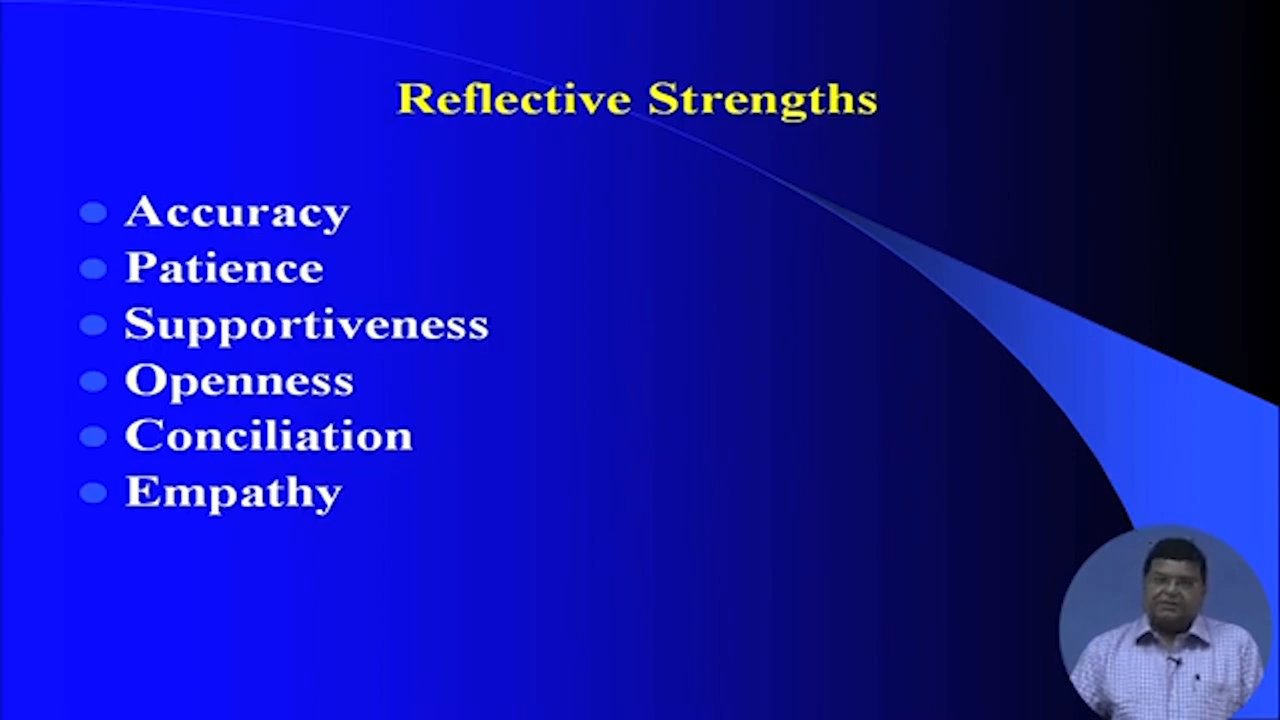 Reflective Strengths
Accuracy
Patience
Supportiveness
Openness
Conciliation
Empathy